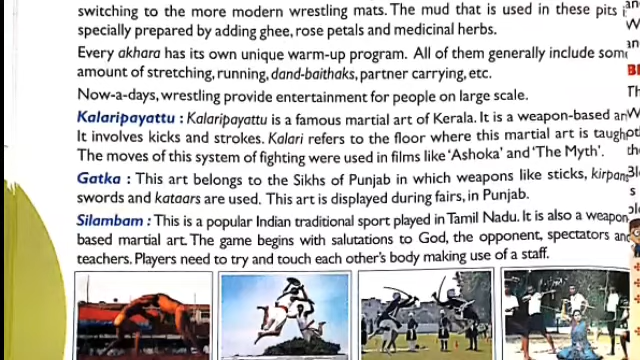 switching to the more modern wrestling mats. The mud that is used in these pits i
specially prepared by adding ghee, rose petals and medicinal herbs.
Every akhara has its own unique warm-up program. All of them generally include som
amount of stretching, running, dand-baithaks, partner carrying, etc.
Now-a-days, wrestling provide entertainment for people on large scale.
Kalaripayattu : Kalaripayattu is a famous martial art of Kerala. It is a weapon-based ar
It involves kicks and strokes. Kalari refers to the floor where this martial art is taugh
The moves of this system of fighting were used in films like 'Ashoka' and 'The Myth'.
Gatka : This art belongs to the Sikhs of Punjab in which weapons like sticks, kirpan
swords and kataars are used. This art is displayed during fairs, in Punjab.
Silambam : This is a popular Indian traditional sport played in Tamil Nadu. It is also a weapon
based martial art. The game begins with salutations to God, the opponent, spectators and
teachers. Players need to try and touch each other's body making use of a staff.